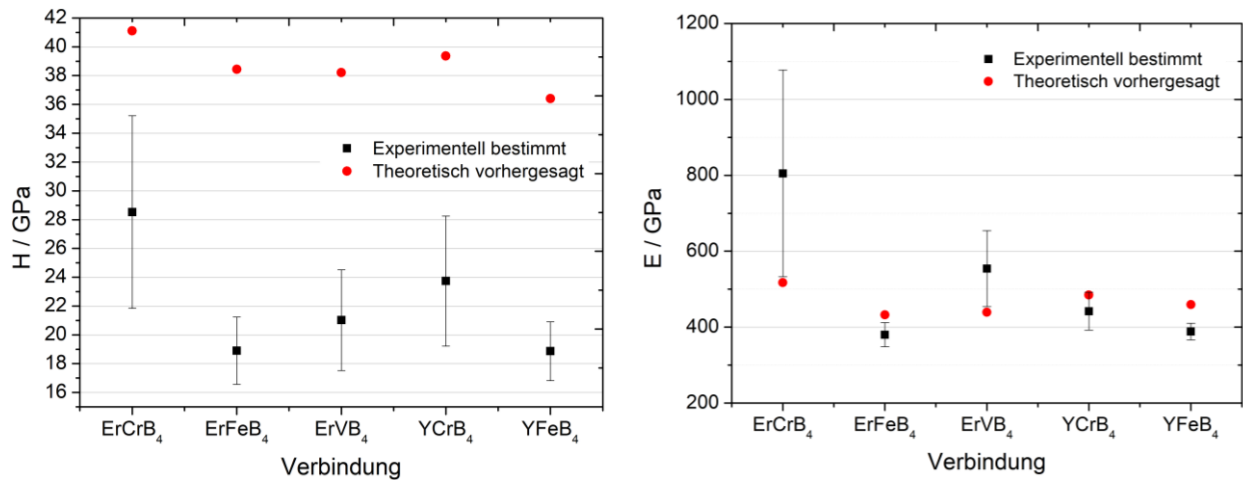 42
40
38
36
34
32
30
28
26
24
22
20
18
16
H / GPa
Experimentell bestimmt
Theoretisch vorhergesagt
ErCrB₄ ErFeB₄ ErVB₄ YCrB₄ YFeB₄
Verbindung
1200
1000
800
600
400
200
E / GPa
Experimentell bestimmt
Theoretisch vorhergesagt
ErCrB₄ ErFeB₄ ErVB₄ YCrB₄ YFeB₄
Verbindung